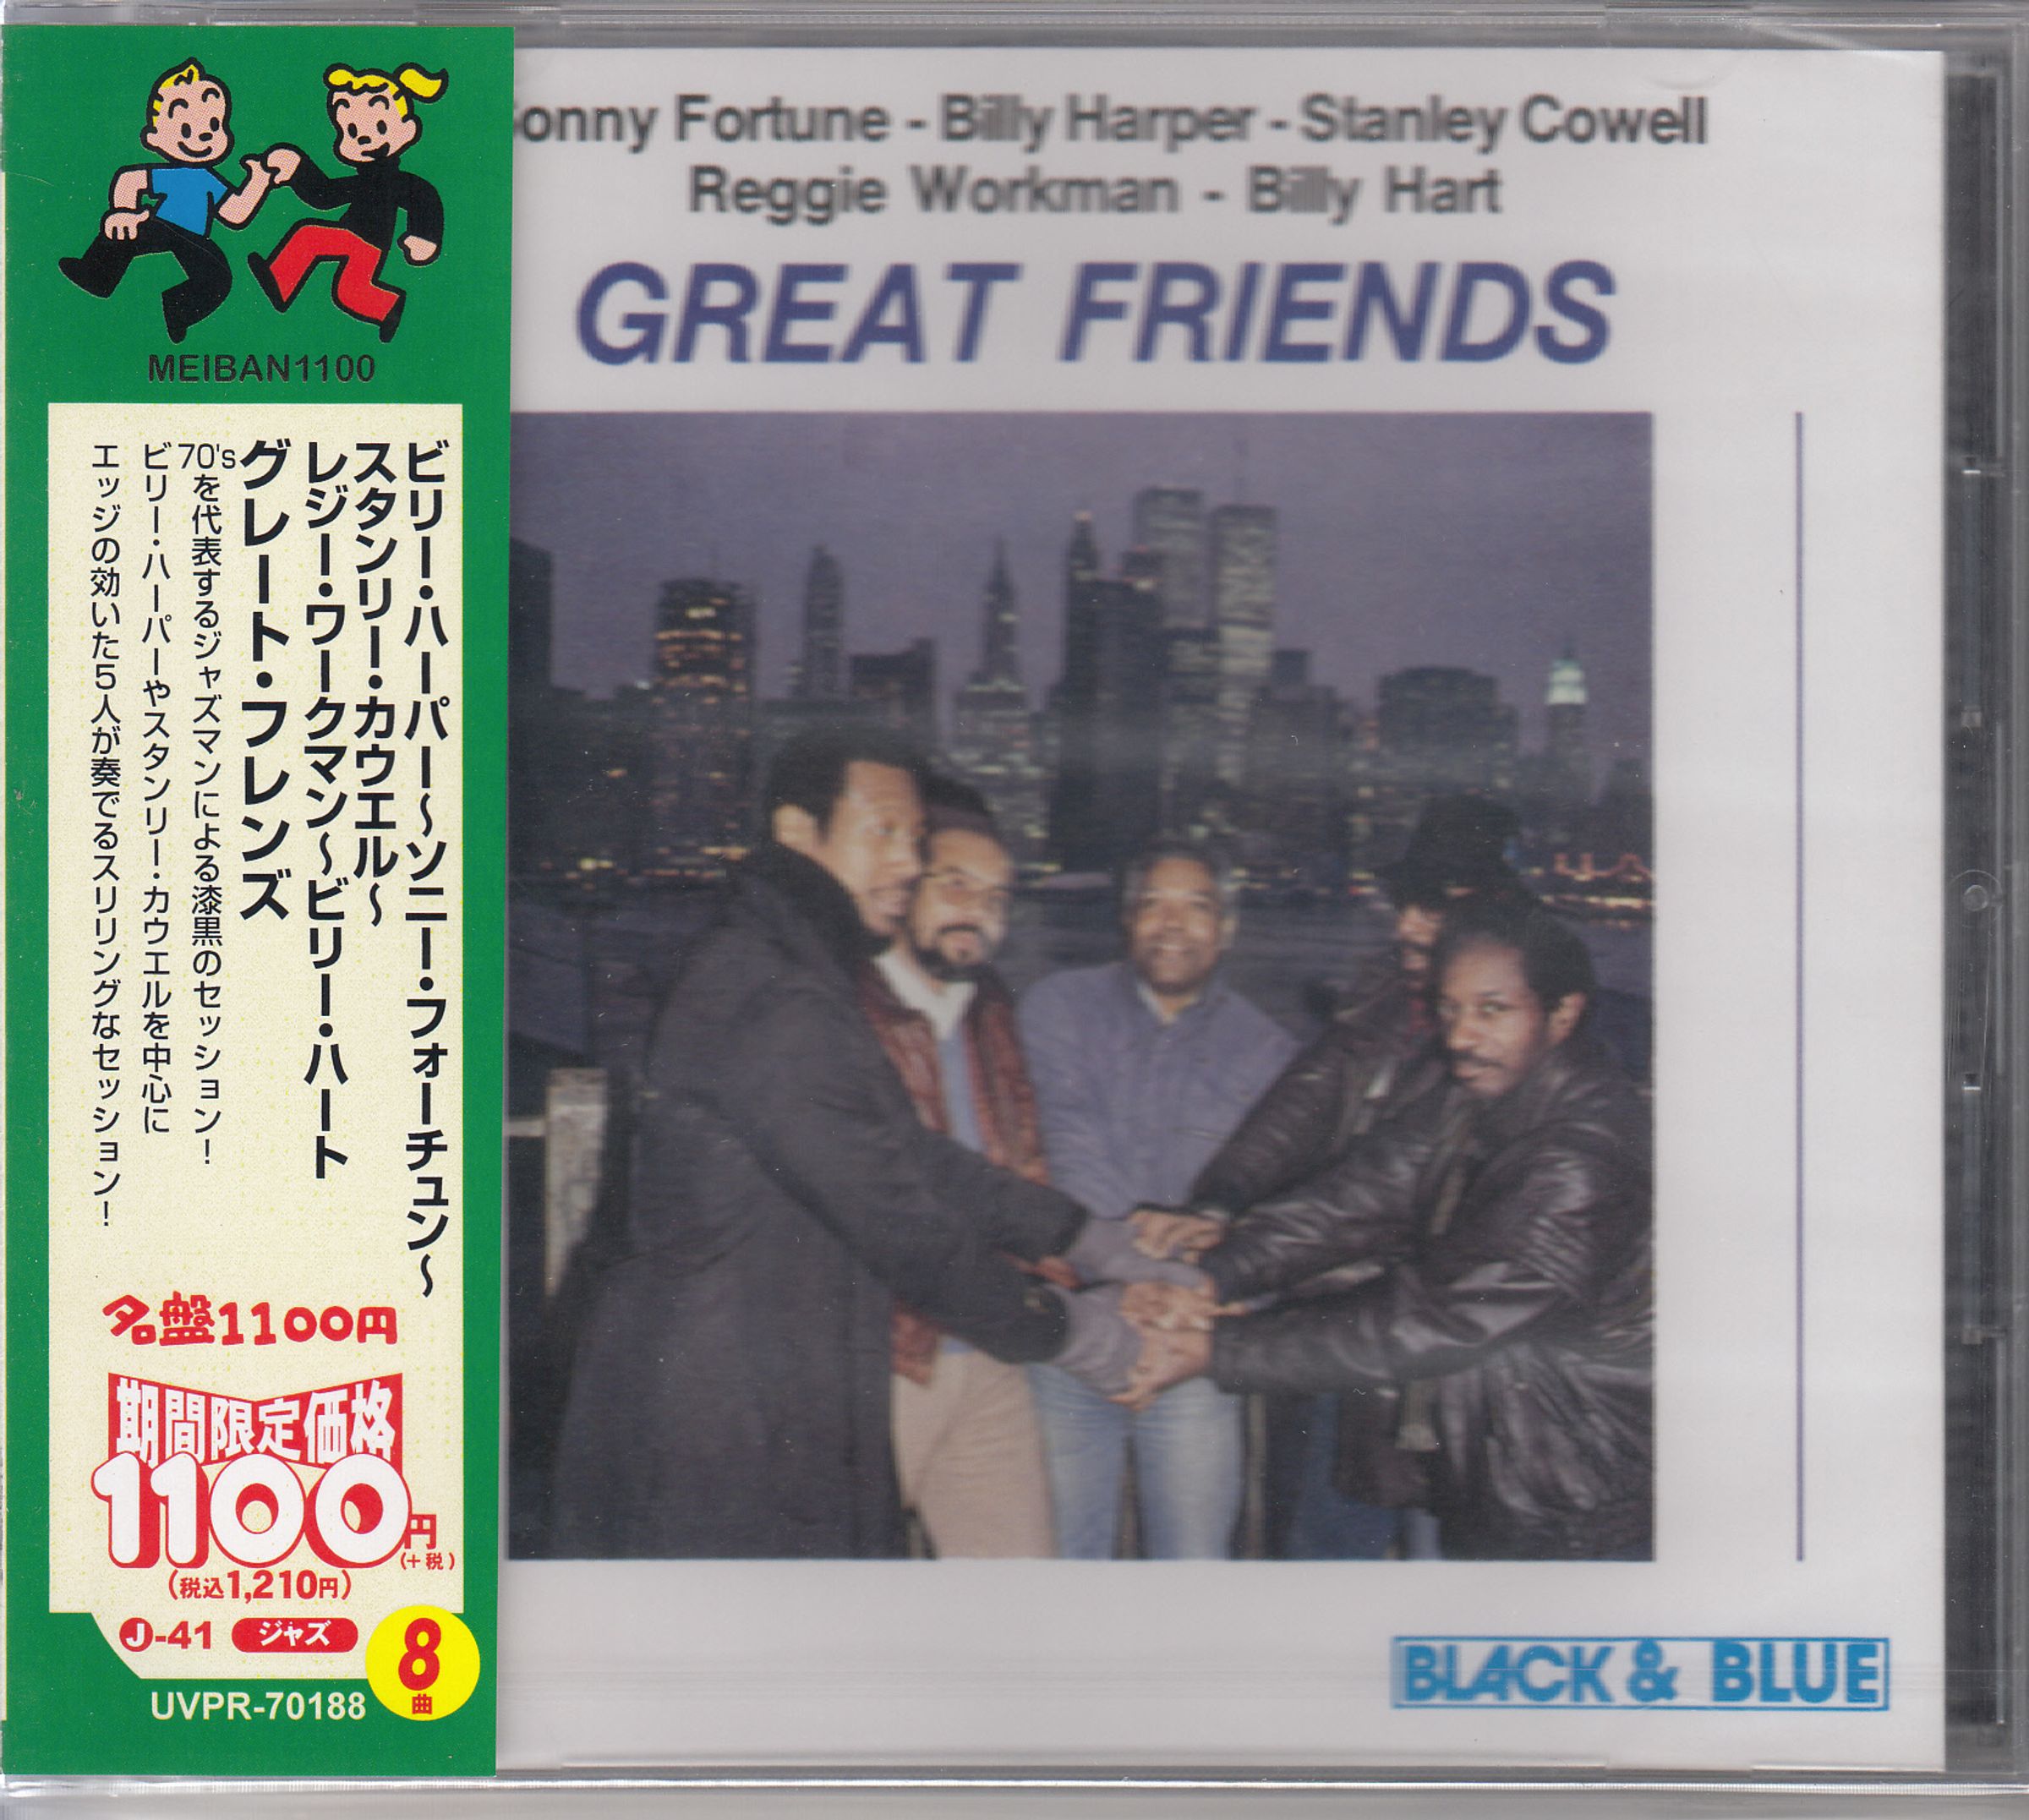 MEIBAN1100
ビリー・ハーパー〜ソニー・フォーチュン〜
スタンリー・カウエル〜
レジー・ワークマン〜ビリー・ハート
グレート・フレンズ
70'sを代表するジャズマンによる漆黒のセッション！
ビリー・ハーパーやスタンリー・カウエルを中心に
エッジの効いた5人が奏でるスリリングなセッション！
名盤1100円
期間限定価格
1100円
(+税)
(税込1,210円)
J-41 ジャズ
8曲
UVPR-70188
Sonny Fortune - Billy Harper - Stanley Cowell
Reggie Workman - Billy Hart
GREAT FRIENDS
BLACK & BLUE